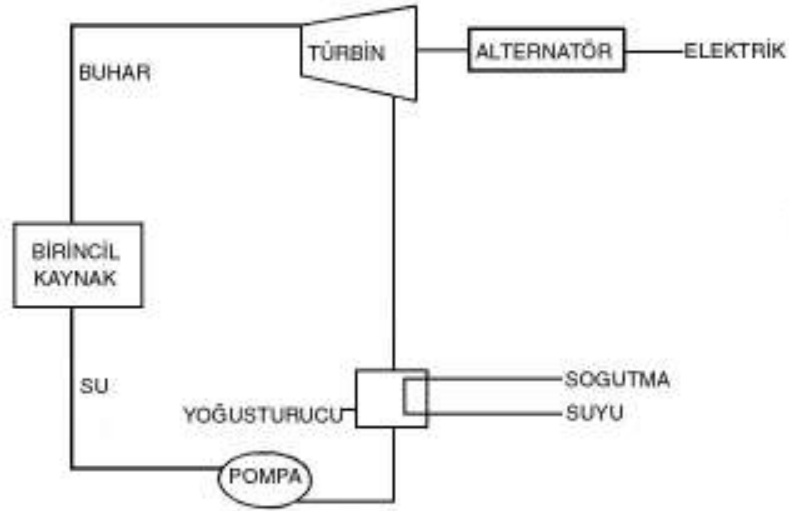 TÜRBİN
ALTERNATÖR
ELEKTRİK
BUHAR
BİRİNCİL
KAYNAK
SU
SOGUTMA
SUYU
YOĞUSTURUCU
POMPA